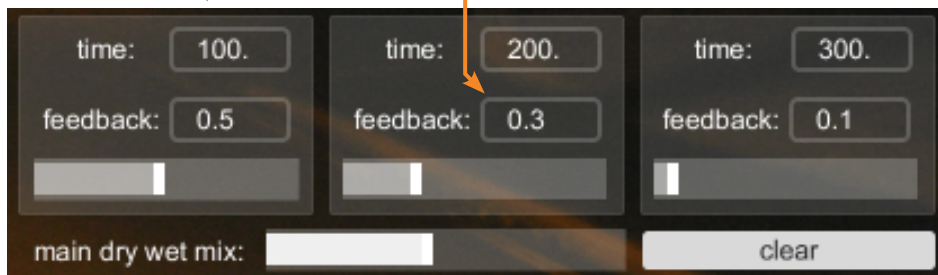 time: 100. time: 200. time: 300.
feedback: 0.5 feedback: 0.3 feedback: 0.1
main dry wet mix: clear